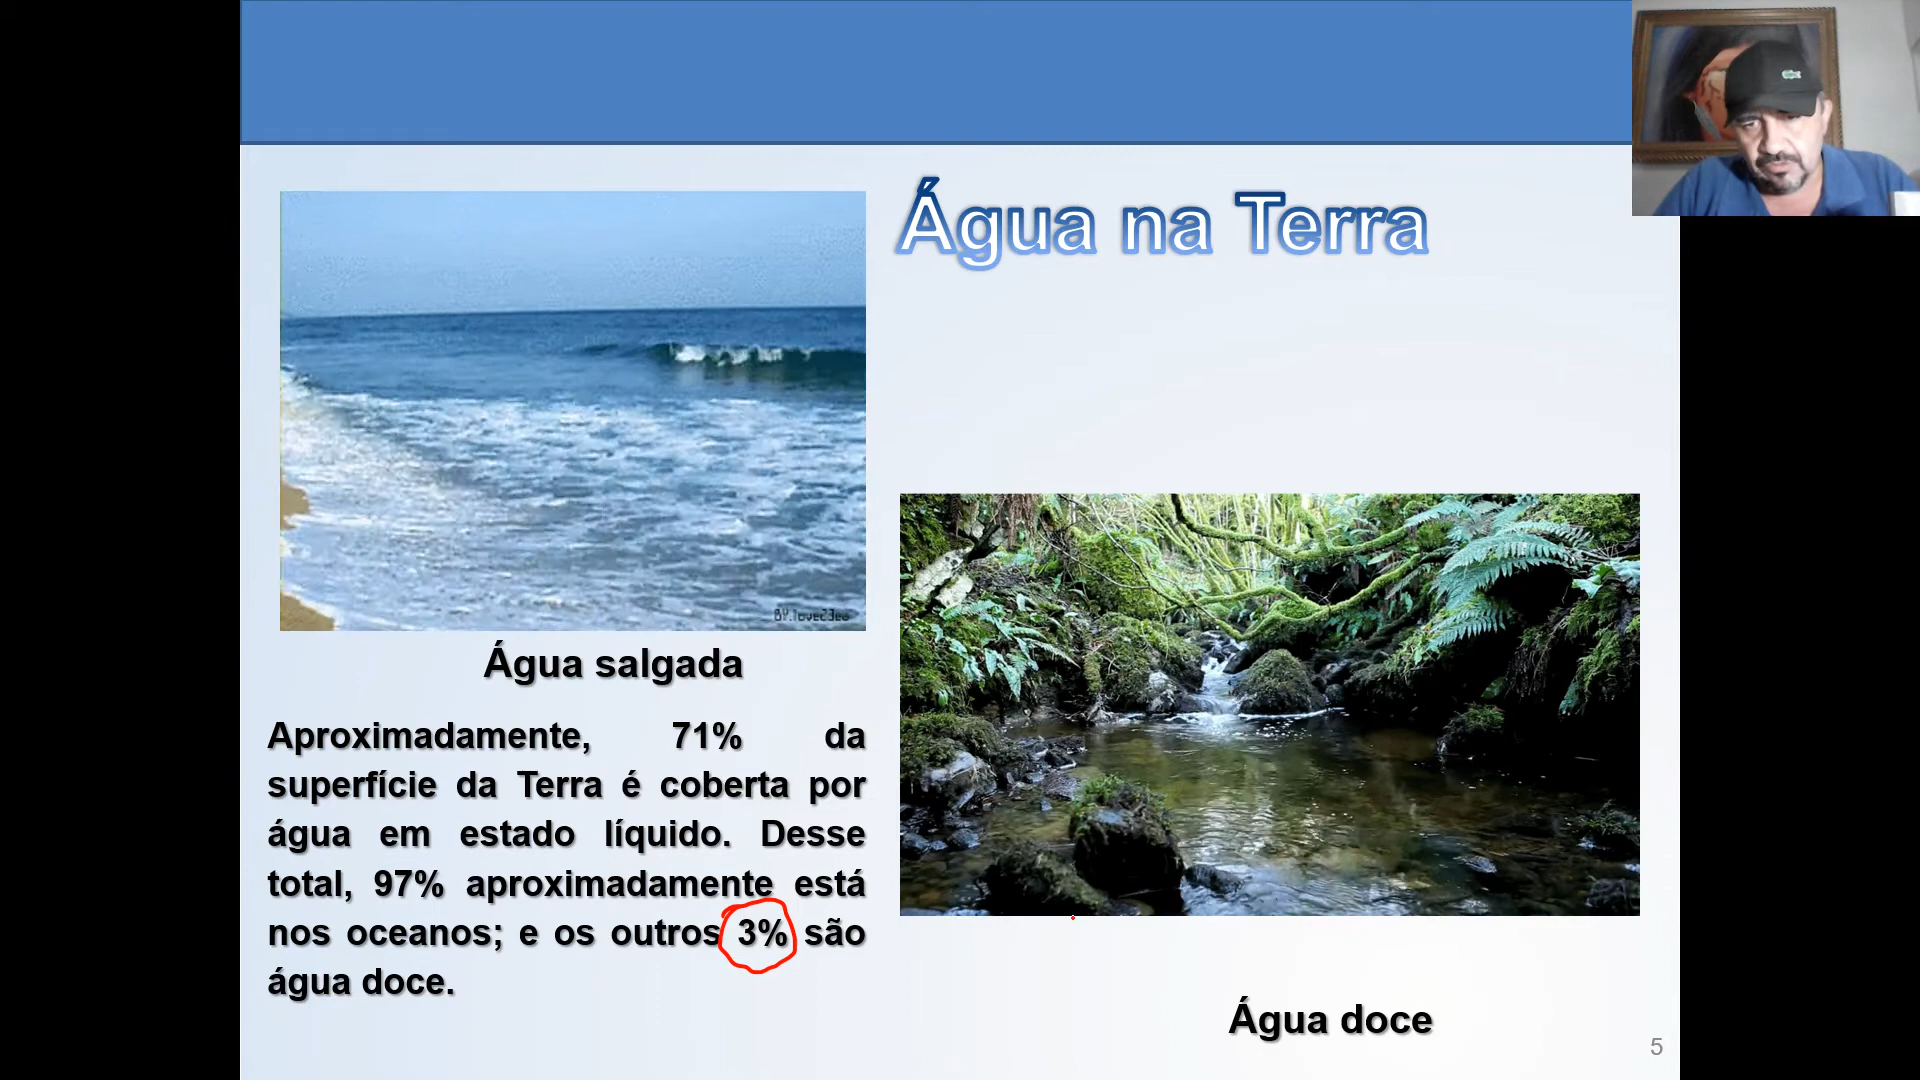 Água na Terra
Água salgada
Aproximadamente, 71% da
superfície da Terra é coberta por
água em estado líquido. Desse
total, 97% aproximadamente está
nos oceanos; e os outros 3% são
água doce.
Água doce
5